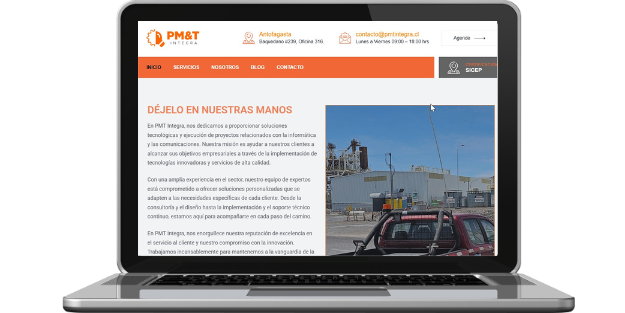 PM&T
INTEGRA
Antofagasta
Baquedano #239, Oficina 316
contacto@pmtintegra.cl
Lunes a Viernes 09:00 – 18:00 hrs
Agenda
INICIO SERVICIOS NOSOTROS BLOG CONTACTO
SICEP
DÉJELO EN NUESTRAS MANOS
En PMT Integra, nos dedicamos a proporcionar soluciones
tecnológicas y ejecución de proyectos relacionados con la informática
y las comunicaciones. Nuestra misión es ayudar a nuestros clientes a
alcanzar sus objetivos empresariales a través de la implementación de
tecnologías innovadoras y servicios de alta calidad.
Con una amplia experiencia en el sector, nuestro equipo de expertos
está comprometido a ofrecer soluciones personalizadas que se
adapten a las necesidades específicas de cada cliente. Desde la
consultoría y el diseño hasta la implementación y el soporte técnico
continuo, estamos aquí para acompañarte en cada paso del camino.
En PMT Integra, nos enorgullece nuestra reputación de excelencia en
el servicio al cliente y nuestro compromiso con la innovación.
Trabajamos incansablemente para mantenernos a la vanguardia de la